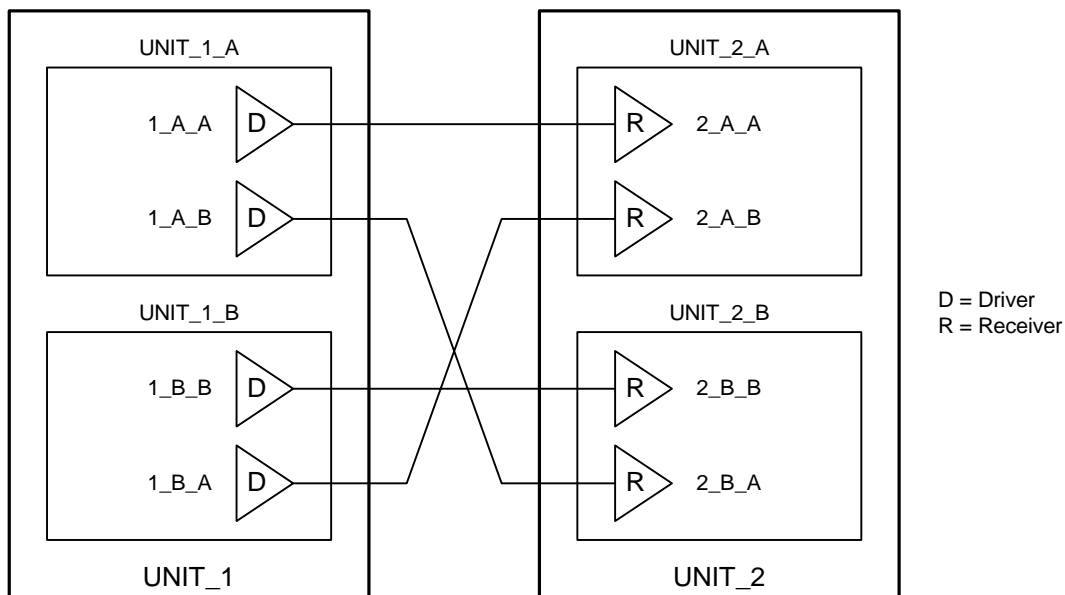 UNIT_1_A
1_A_A
D
1_A_B
D
UNIT_1_B
1_B_B
D
1_B_A
D
UNIT_1
UNIT_2_A
R
2_A_A
R
2_A_B
UNIT_2_B
R
2_B_B
R
2_B_A
UNIT_2
D = Driver
R = Receiver